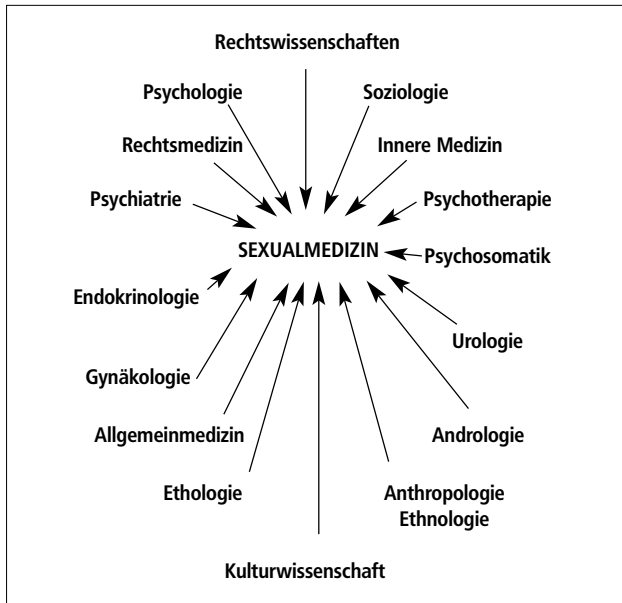 Rechtswissenschaften
Psychologie
Soziologie
Rechtsmedizin
Innere Medizin
Psychiatrie
Psychotherapie
SEXUALMEDIZIN
Psychosomatik
Endokrinologie
Urologie
Gynäkologie
Allgemeinmedizin
Andrologie
Ethologie
Anthropologie
Ethnologie
Kulturwissenschaft